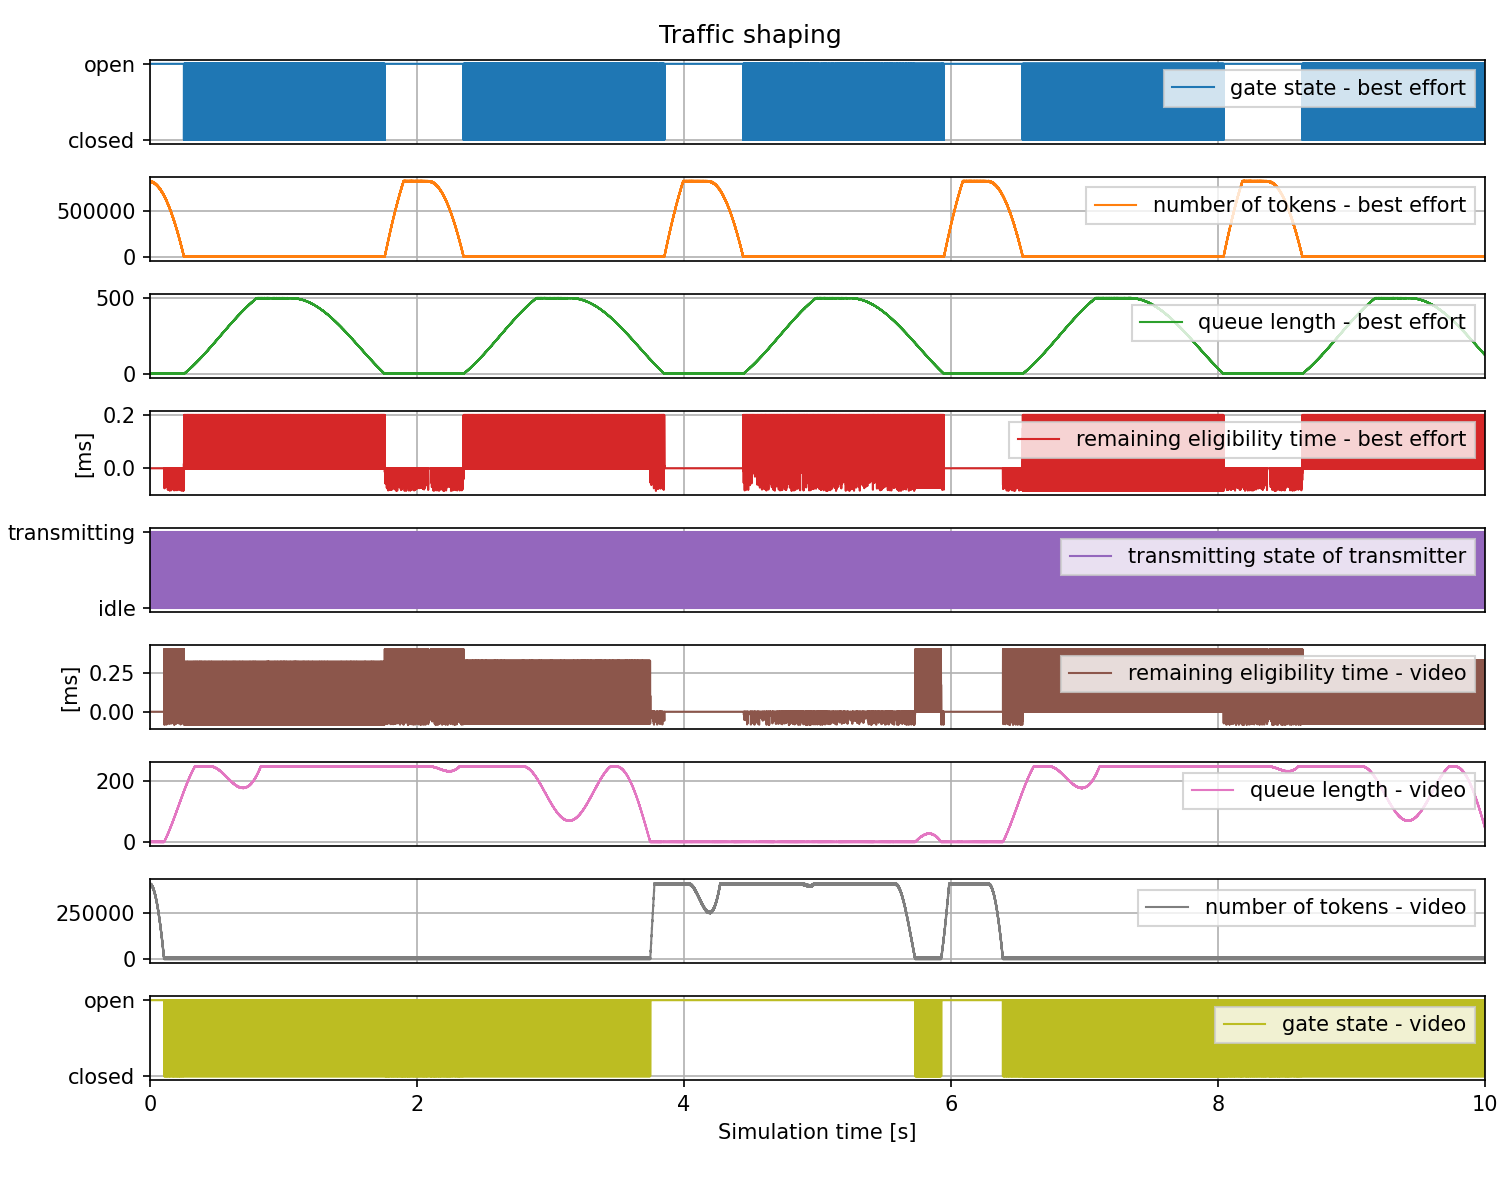 Traffic shaping
open
gate state - best effort
closed
number of tokens - best effort
500000
0
500
queue length - best effort
0
0.2
remaining eligibility time - best effort
[ms]
0.0
transmitting
transmitting state of transmitter
idle
0.25
remaining eligibility time - video
[ms]
0.00
200
queue length - video
0
250000
number of tokens - video
0
open
gate state - video
closed
0 2 4 6 8 10
Simulation time [s]